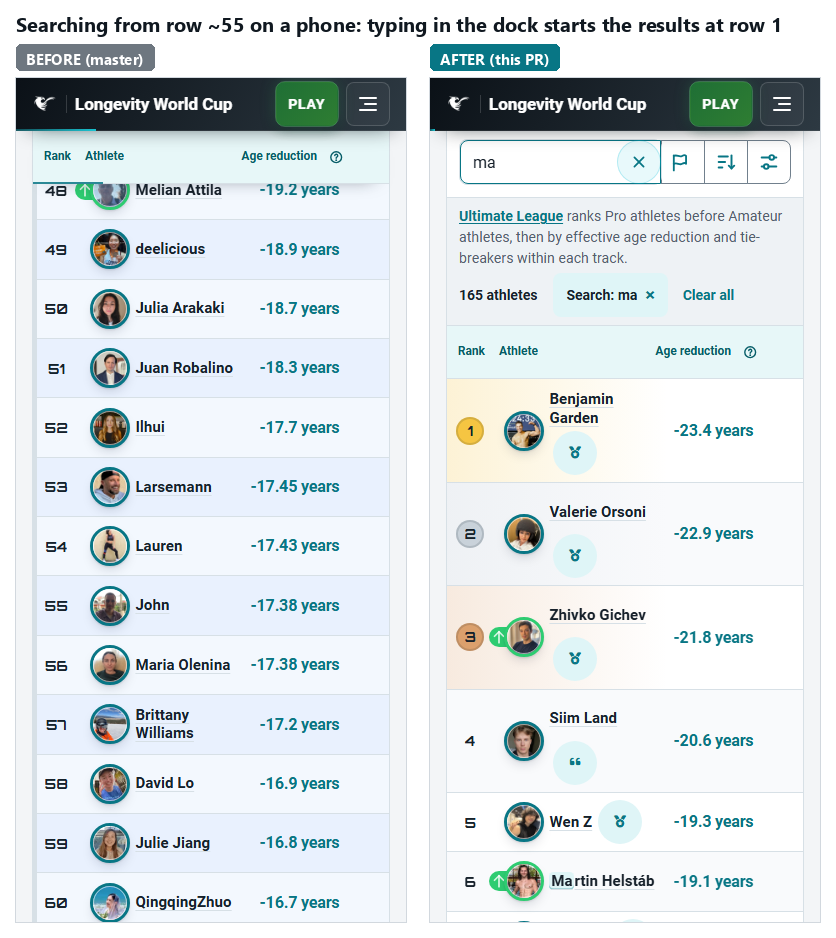 Searching from row ~55 on a phone: typing in the dock starts the results at row 1
BEFORE (master)
Longevity World Cup
PLAY
Rank Athlete Age reduction ?
48 Melian Attila -19.2 years
49 deelicious -18.9 years
50 Julia Arakaki -18.7 years
51 Juan Robalino -18.3 years
52 Ilhui -17.7 years
53 Larsemann -17.45 years
54 Lauren -17.43 years
55 John -17.38 years
56 Maria Olenina -17.38 years
57 Brittany
Williams -17.2 years
58 David Lo -16.9 years
59 Julie Jiang -16.8 years
60 QingqingZhuo -16.7 years
AFTER (this PR)
Longevity World Cup
PLAY
ma
Ultimate League ranks Pro athletes before Amateur
athletes, then by effective age reduction and tie-
breakers within each track.
165 athletes Search: ma × Clear all
Rank Athlete Age reduction ?
1 Benjamin
Garden -23.4 years
2 Valerie Orsoni -22.9 years
3 Zhivko Gichev -21.8 years
4 Siim Land -20.6 years
5 Wen Z -19.3 years
6 Martin Helstáb -19.1 years